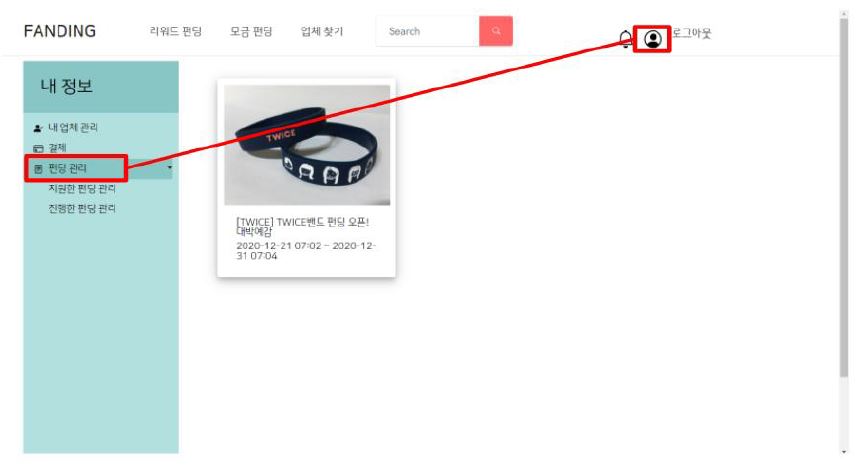 FANDING
리워드 펀딩
모금 펀딩
업체 찾기
Search
로그아웃
내 정보
내 업체 관리
결제
펀딩 관리
지원한 펀딩 관리
진행한 펀딩 관리
TWICE
[TWICE] TWICE밴드 펀딩 오픈!
대박예감
2020-12-21 07:02 ~ 2020-12-
31 07:04